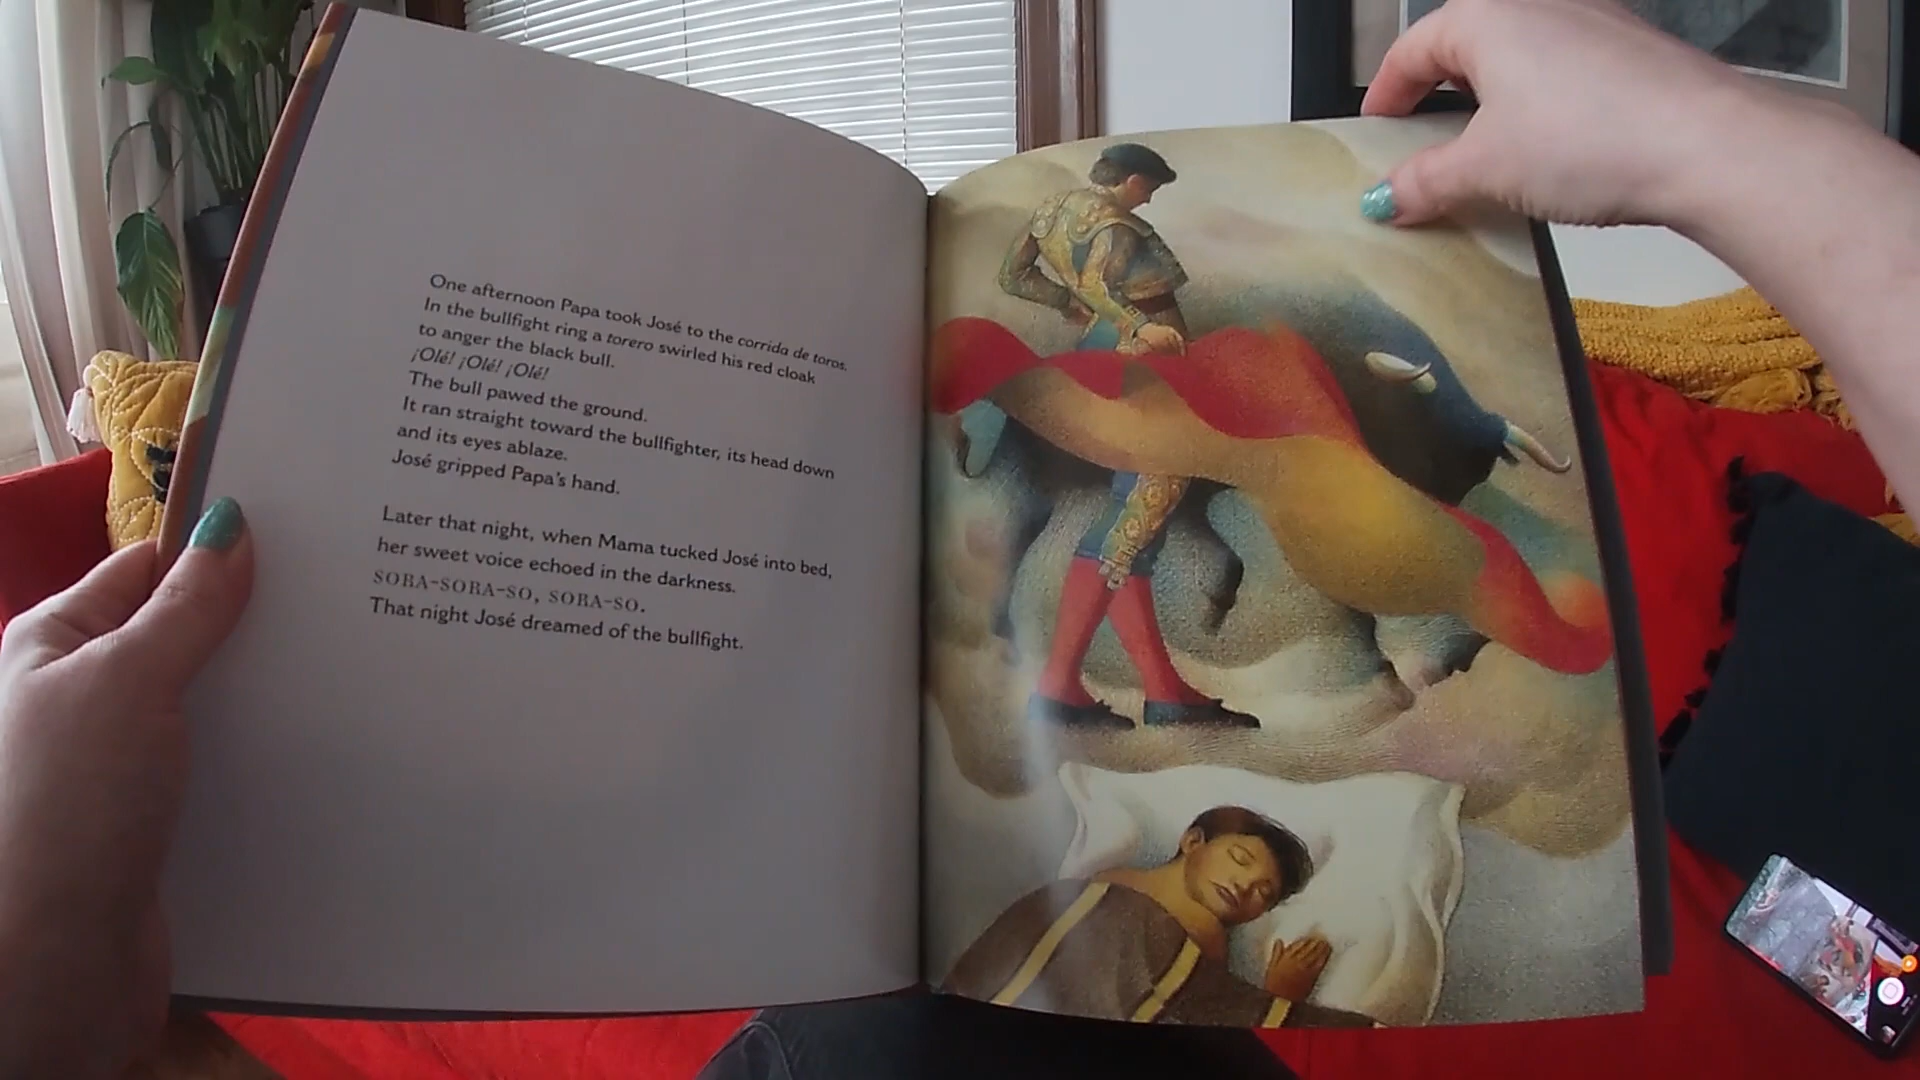 One afternoon Papa took José to the corrida de toros.
In the bullfight ring a torero swirled his red cloak
to anger the black bull.
¡Olé! ¡Olé! ¡Olé!
The bull pawed the ground.
It ran straight toward the bullfighter, its head down
and its eyes ablaze.
José gripped Papa's hand.
Later that night, when Mama tucked José into bed,
her sweet voice echoed in the darkness.
SORA-SORA-SO, SORA-SO.
That night José dreamed of the bullfight.